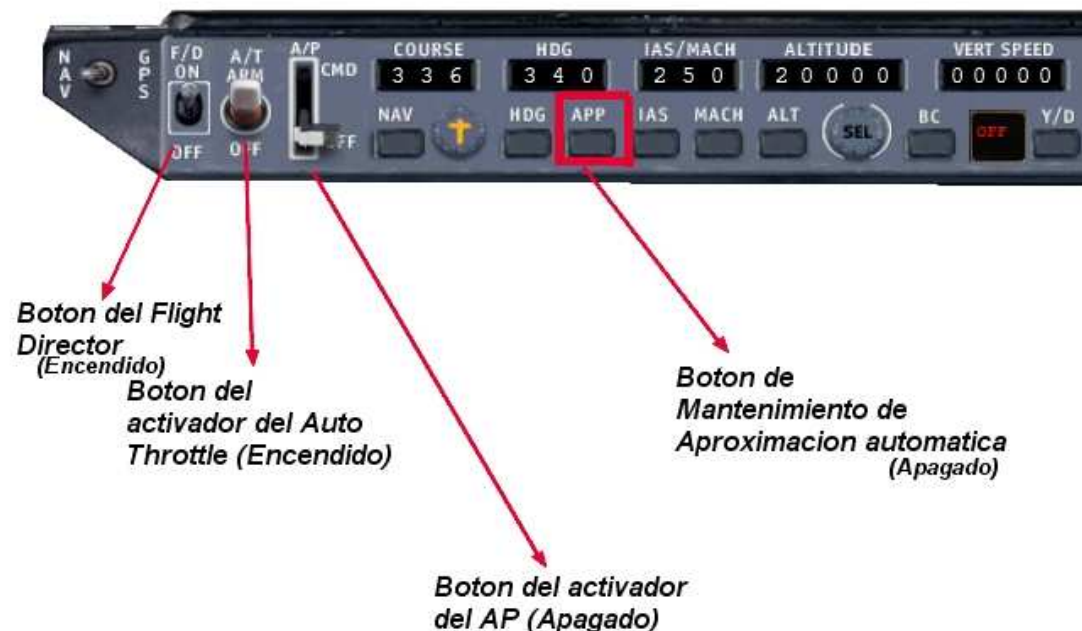 NAV GPS
F/D A/T A/P COURSE HDG IAS/MACH ALTITUDE VERT SPEED
ON ARM CMD 336 340 250 20000 00000
NAV HDG APP IAS MACH ALT SEL BC OFF Y/D
OFF OFF OFF
Boton del Flight
Director
(Encendido)
Boton del
activador del Auto
Throttle (Encendido)
Boton de
Mantenimiento de
Aproximacion automatica
(Apagado)
Boton del activador
del AP (Apagado)